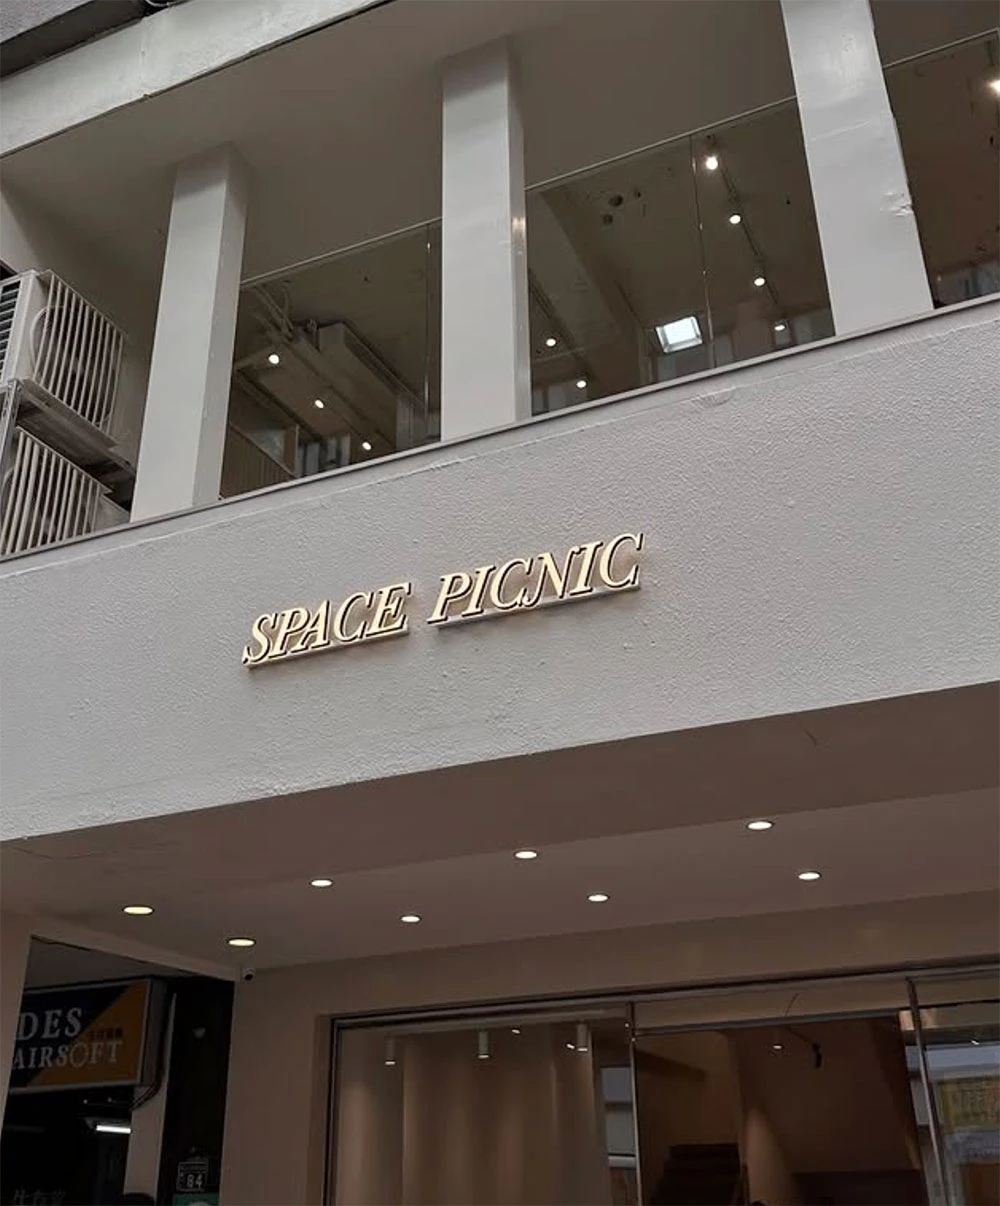 SPACE PICNIC
DES
AIRSOFT
84